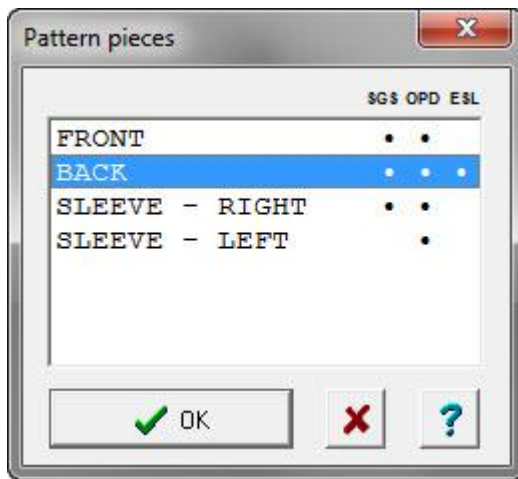 Pattern pieces
SGS OPD ESL
FRONT • •
BACK • • •
SLEEVE - RIGHT • •
SLEEVE - LEFT •
OK
?